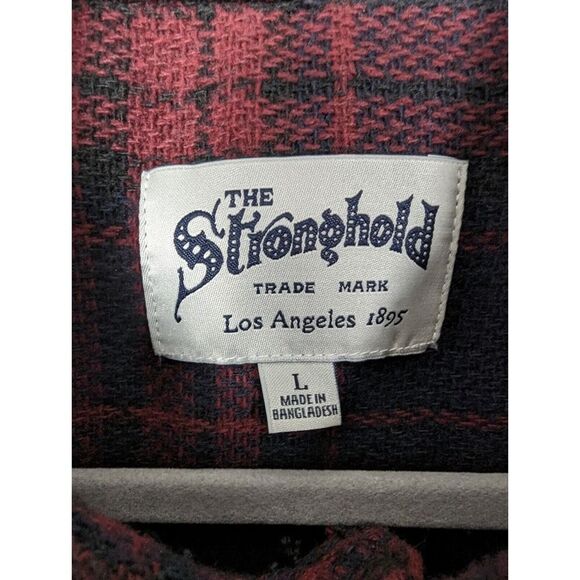 THE
Stronghold
TRADE MARK
Los Angeles 1895
L
MADE IN
BANGLADESH